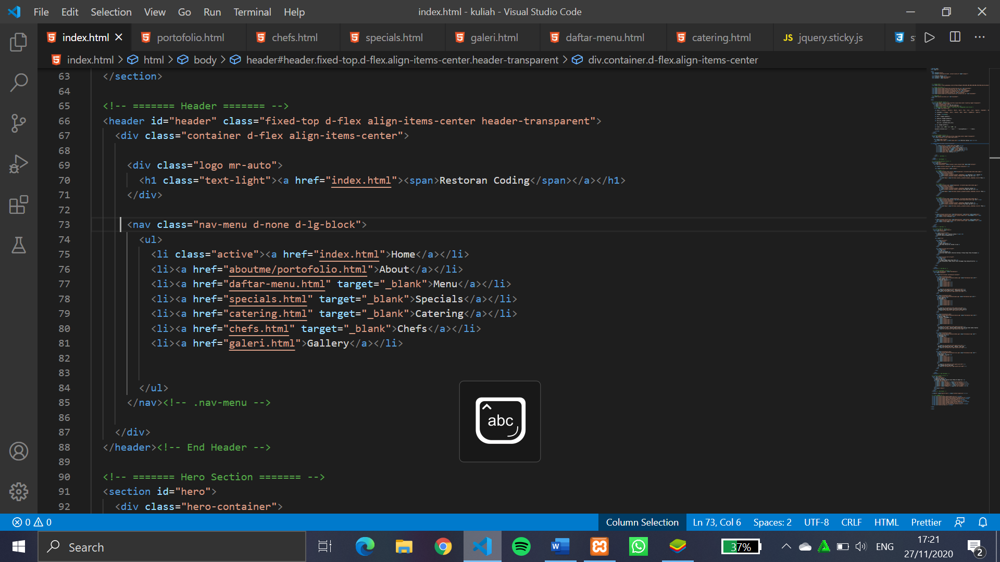 File Edit Selection View Go Run Terminal Help index.html - kuliah - Visual Studio Code
index.html portofolio.html chefs.html specials.html galeri.html daftar-menu.html catering.html JS jquery.sticky.js
index.html > html > body > header#header.fixed-top.d-flex.align-items-center.header-transparent > div.container.d-flex.align-items-center
63 </section>
64
65 <!-- ======= Header ======= -->
66 <header id="header" class="fixed-top d-flex align-items-center header-transparent">
67 <div class="container d-flex align-items-center">
68
69 <div class="logo mr-auto">
70 <h1 class="text-light"><a href="index.html"><span>Restoran Coding</span></a></h1>
71 </div>
72
73 <nav class="nav-menu d-none d-lg-block">
74 <ul>
75 <li class="active"><a href="index.html">Home</a></li>
76 <li><a href="aboutme/portofolio.html">About</a></li>
77 <li><a href="daftar-menu.html" target="_blank">Menu</a></li>
78 <li><a href="specials.html" target="_blank">Specials</a></li>
79 <li><a href="catering.html" target="_blank">Catering</a></li>
80 <li><a href="chefs.html" target="_blank">Chefs</a></li>
81 <li><a href="galeri.html">Gallery</a></li>
82
83
84 </ul>
85 </nav><!-- .nav-menu -->
86
87 </div>
88 </header><!-- End Header -->
89
90 <!-- ======= Hero Section ======= -->
91 <section id="hero">
92 <div class="hero-container">
abc
0 0 Column Selection Ln 73, Col 6 Spaces: 2 UTF-8 CRLF HTML Prettier
Search 37% ENG 17:21
27/11/2020 2